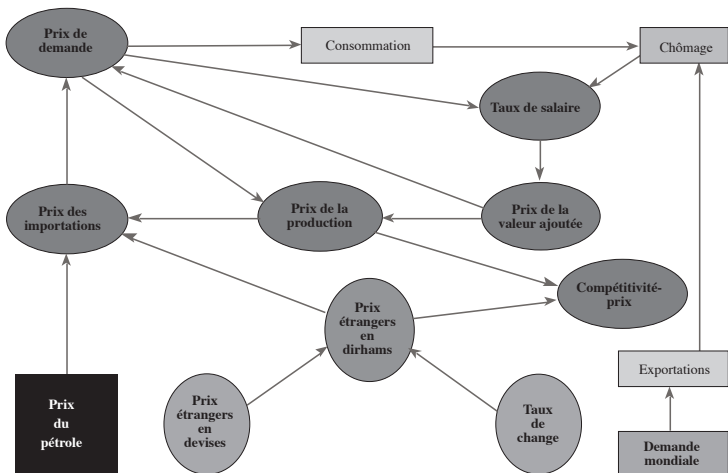 Prix de
demande
Consommation
Chômage
Taux de salaire
Prix des
importations
Prix de la
production
Prix de la
valeur ajoutée
Compétitivité-
prix
Prix
étrangers
en
dirhams
Exportations
Prix
du
pétrole
Prix
étrangers
en
devises
Taux
de
change
Demande
mondiale